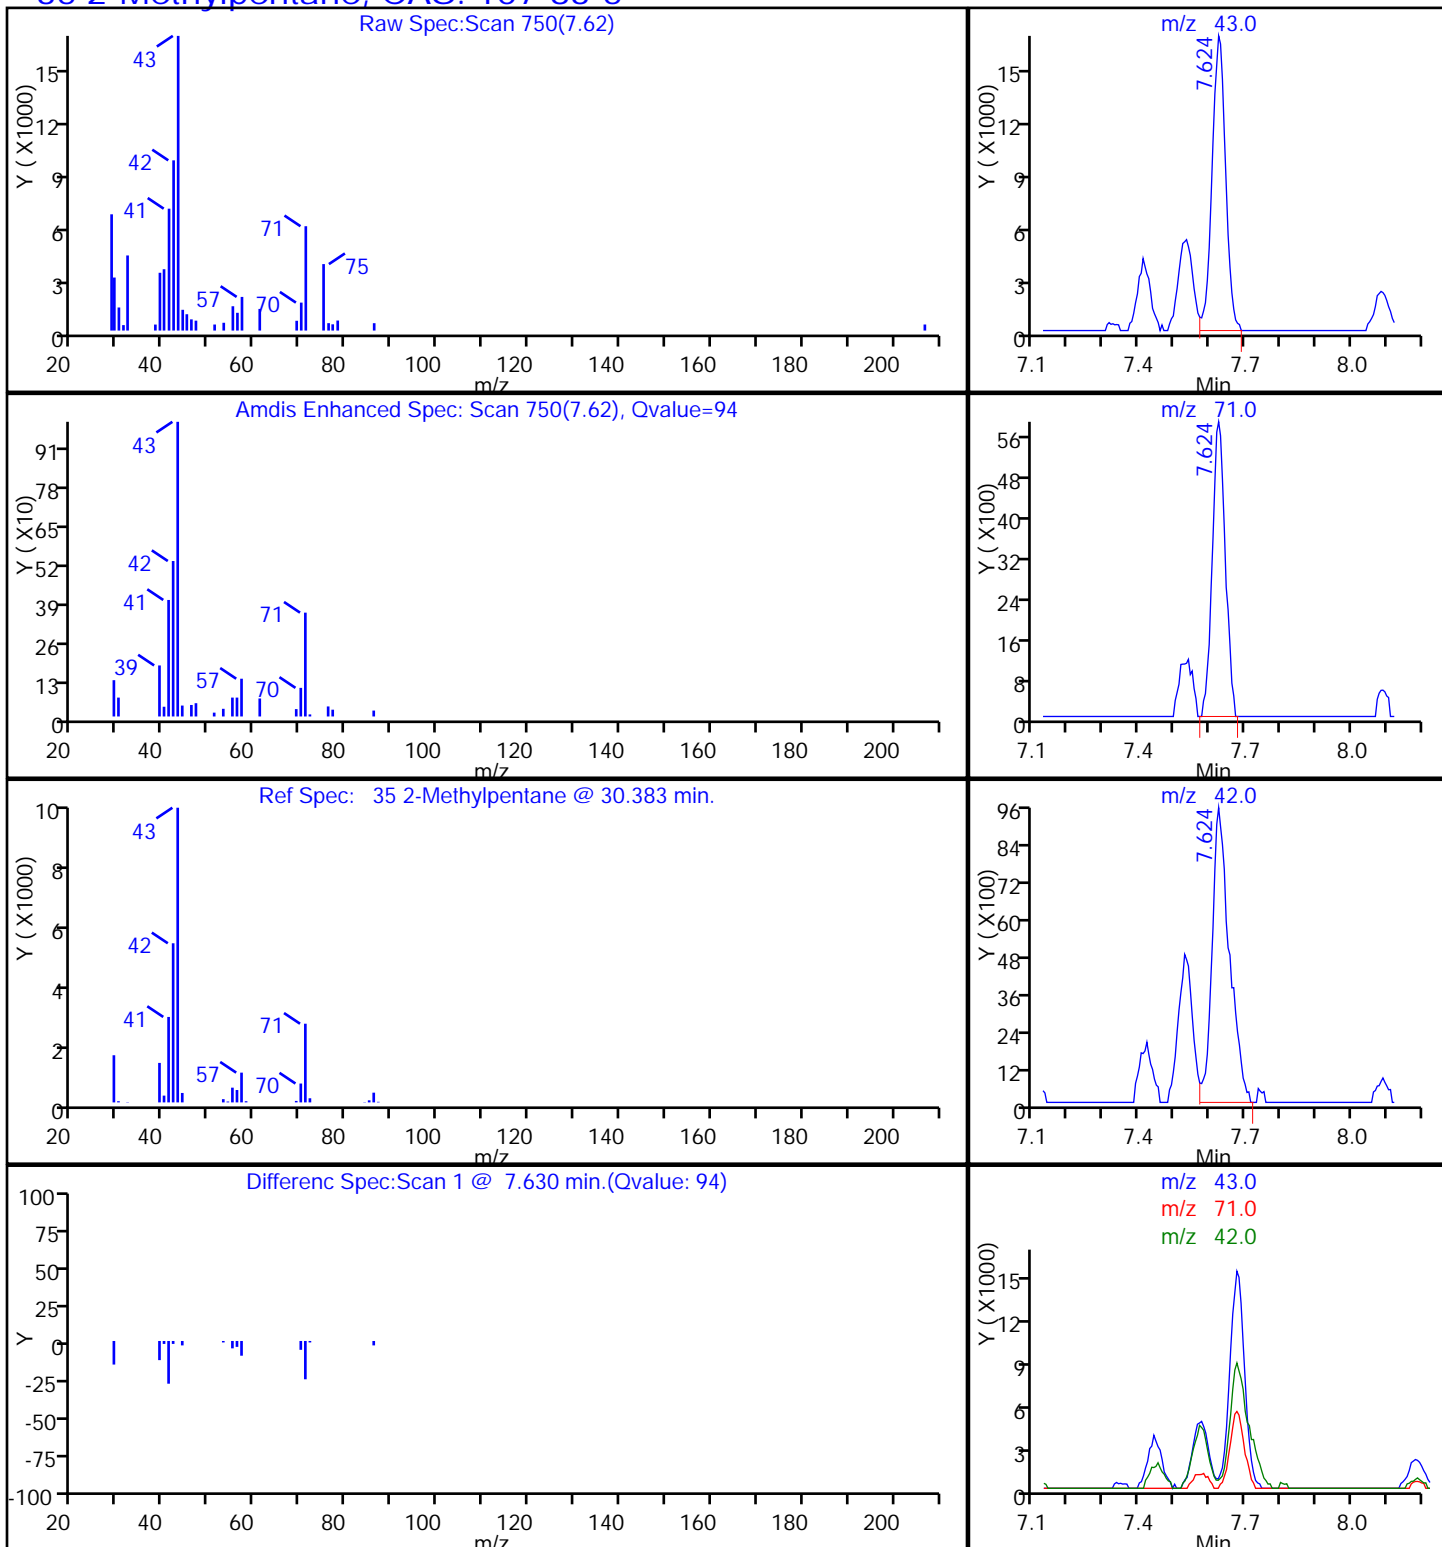 35 2-Methylpentane, CAS: 107-83-5
Raw Spec:Scan 750(7.62)
Y ( X1000)
15
12
9
6
3
0
43
42
41
71
75
57
70
20 40 60 80 100 120 140 160 180 200
m/z
m/z 43.0
Y ( X1000)
15
12
9
6
3
0
7.624
7.1 7.4 7.7 8.0
Min
Amdis Enhanced Spec: Scan 750(7.62), Qvalue=94
Y ( X10)
91
78
65
52
39
26
13
0
43
42
41
39
71
57
70
20 40 60 80 100 120 140 160 180 200
m/z
m/z 71.0
Y ( X100)
56
48
40
32
24
16
8
0
7.624
7.1 7.4 7.7 8.0
Min
Ref Spec: 35 2-Methylpentane @ 30.383 min.
Y ( X1000)
10
8
6
4
2
0
43
42
41
71
57
70
20 40 60 80 100 120 140 160 180 200
m/z
m/z 42.0
Y ( X100)
96
84
72
60
48
36
24
12
0
7.624
7.1 7.4 7.7 8.0
Min
Differenc Spec:Scan 1 @ 7.630 min.(Qvalue: 94)
Y
100
75
50
25
0
-25
-50
-75
-100
20 40 60 80 100 120 140 160 180 200
m/z
m/z 43.0
m/z 71.0
m/z 42.0
Y ( X1000)
15
12
9
6
3
0
7.1 7.4 7.7 8.0
Min